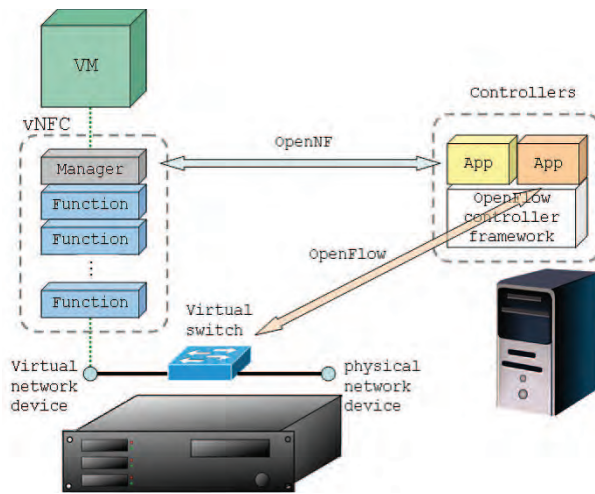 VM
Controllers
vNFC
OpenNF
Manager
App
App
Function
OpenFlow
controller
framework
Function
OpenFlow
Function
Virtual
switch
Virtual
network
device
physical
network
device